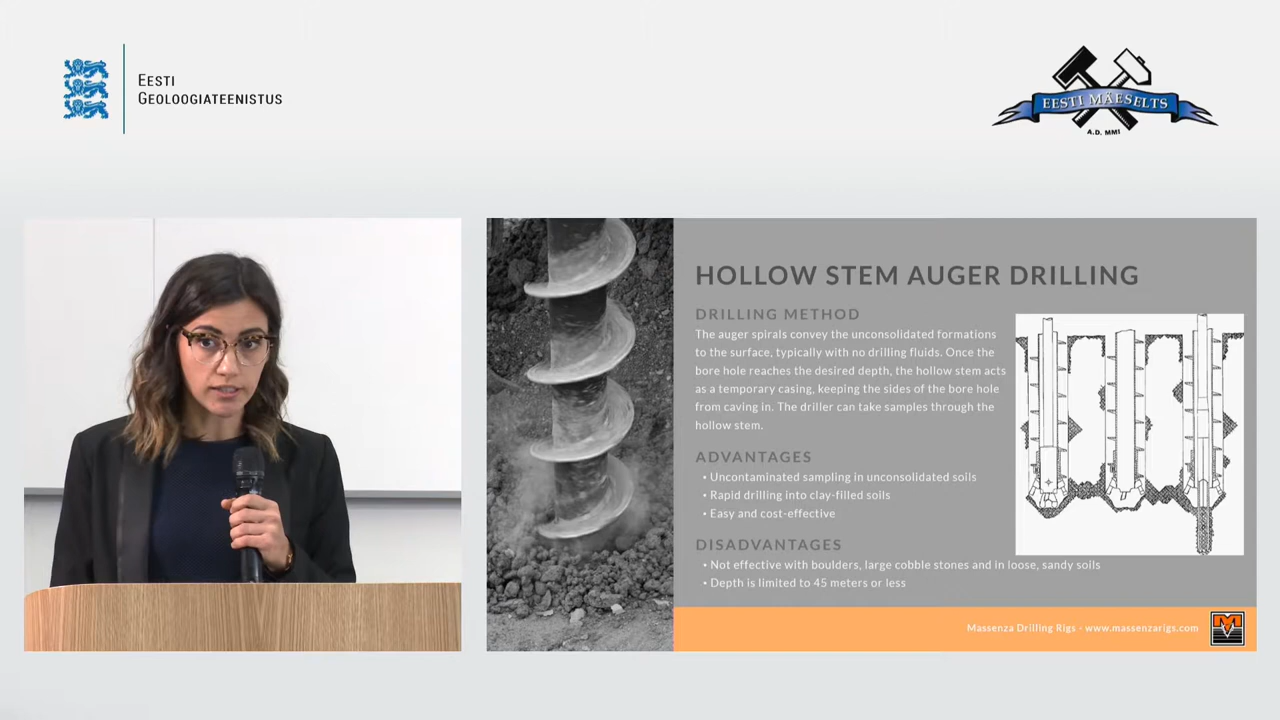 EESTI
GEOLOOGIATEENISTUS
EESTI MÄESELTS
A.D. MMI
HOLLOW STEM AUGER DRILLING
DRILLING METHOD
The auger spirals convey the unconsolidated formations
to the surface, typically with no drilling fluids. Once the
bore hole reaches the desired depth, the hollow stem acts
as a temporary casing, keeping the sides of the bore hole
from caving in. The driller can take samples through the
hollow stem.
ADVANTAGES
• Uncontaminated sampling in unconsolidated soils
• Rapid drilling into clay-filled soils
• Easy and cost-effective
DISADVANTAGES
• Not effective with boulders, large cobble stones and in loose, sandy soils
• Depth is limited to 45 meters or less
Massenza Drilling Rigs - www.massenzarigs.com